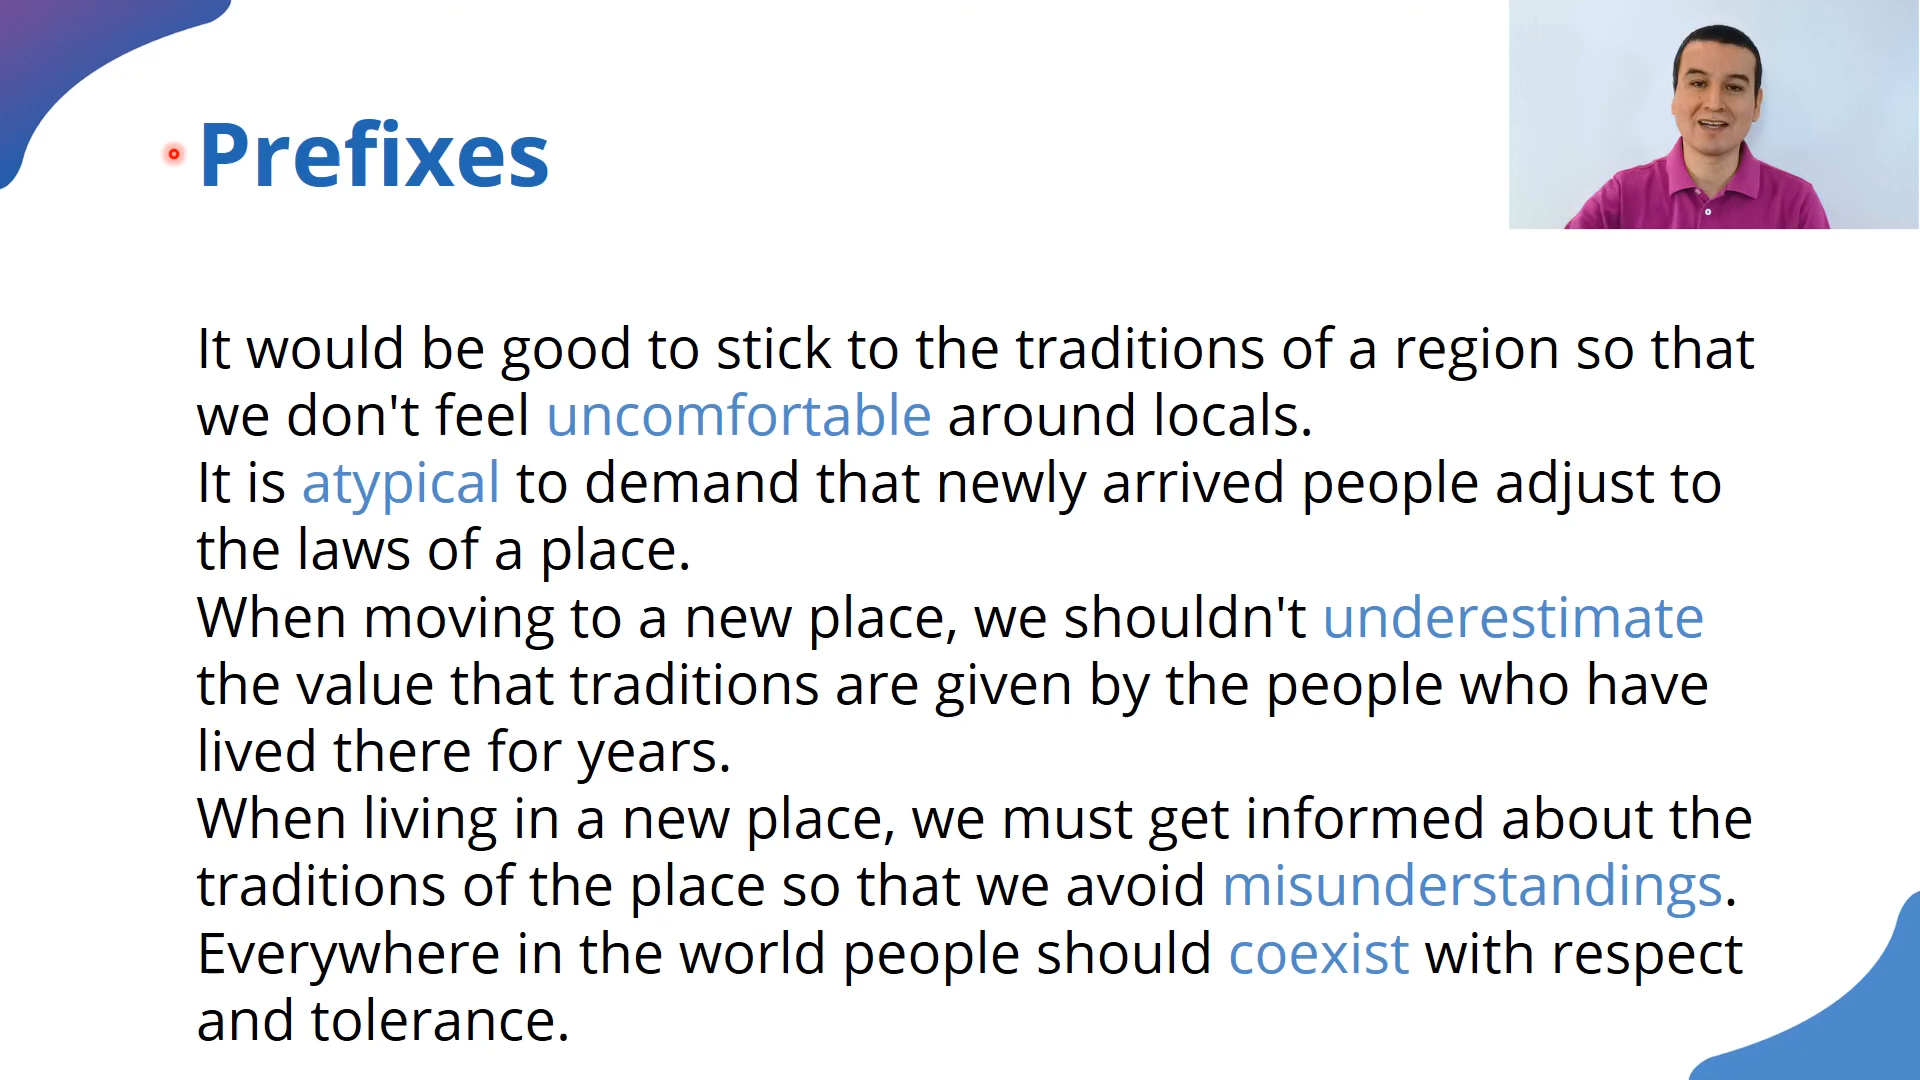 Prefixes
It would be good to stick to the traditions of a region so that
we don't feel uncomfortable around locals.
It is atypical to demand that newly arrived people adjust to
the laws of a place.
When moving to a new place, we shouldn't underestimate
the value that traditions are given by the people who have
lived there for years.
When living in a new place, we must get informed about the
traditions of the place so that we avoid misunderstandings.
Everywhere in the world people should coexist with respect
and tolerance.